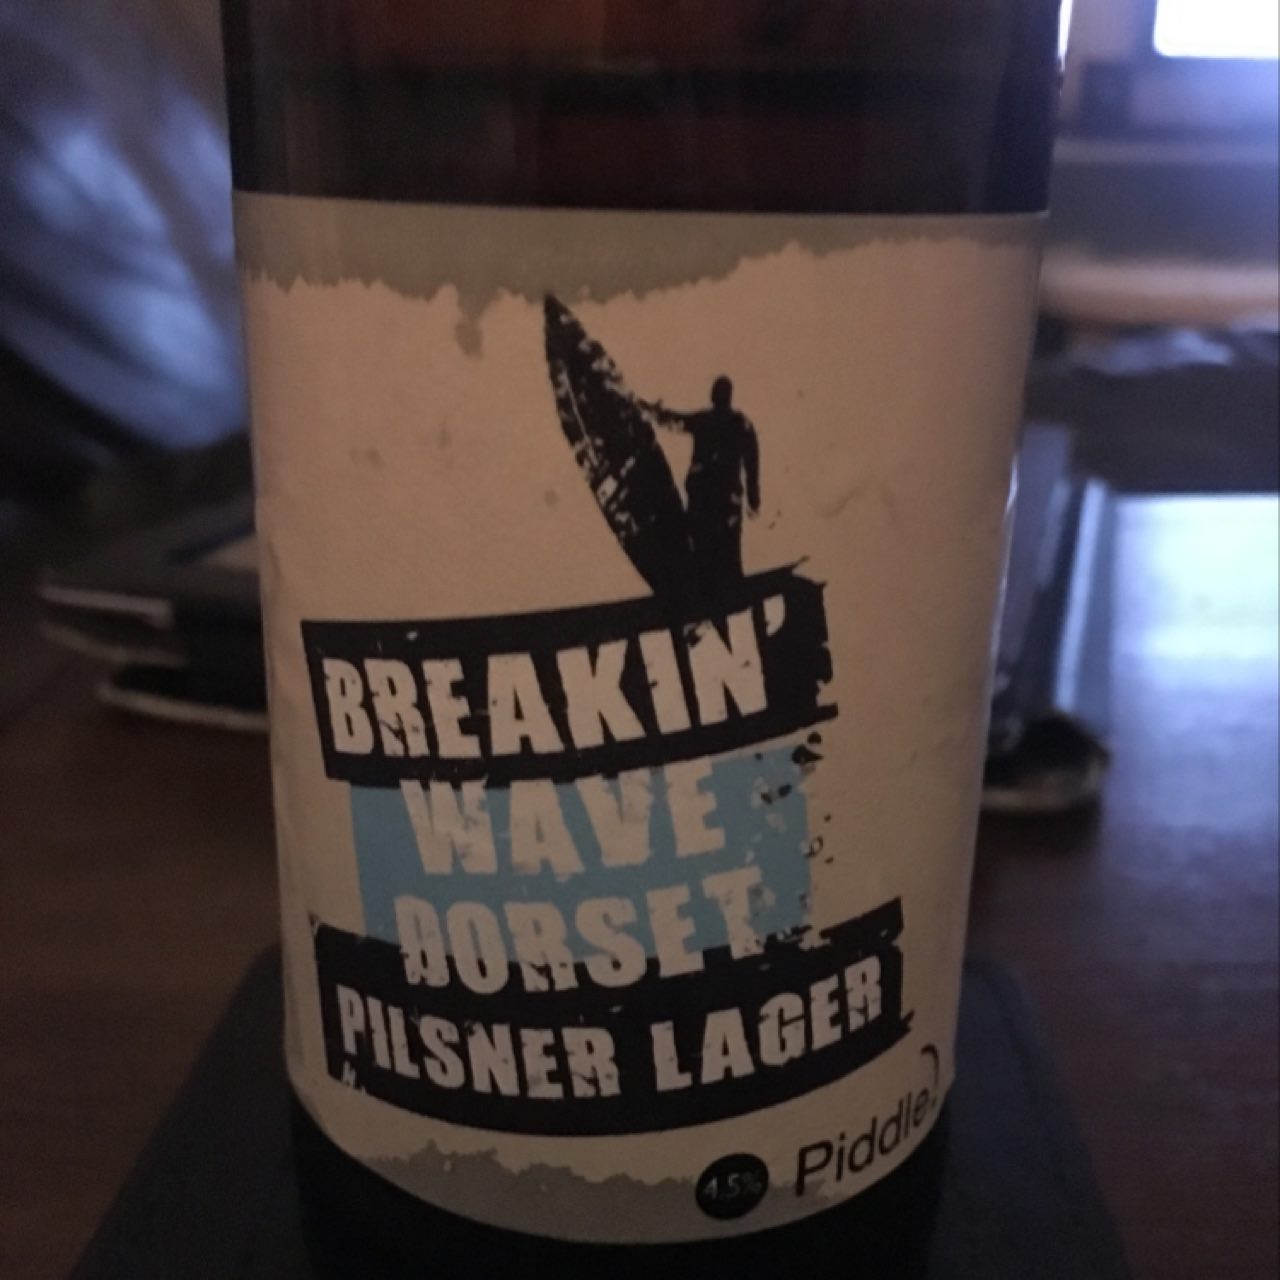 BREAKIN'
WAVE
DORSET
PILSNER LAGER
4.5% Piddle